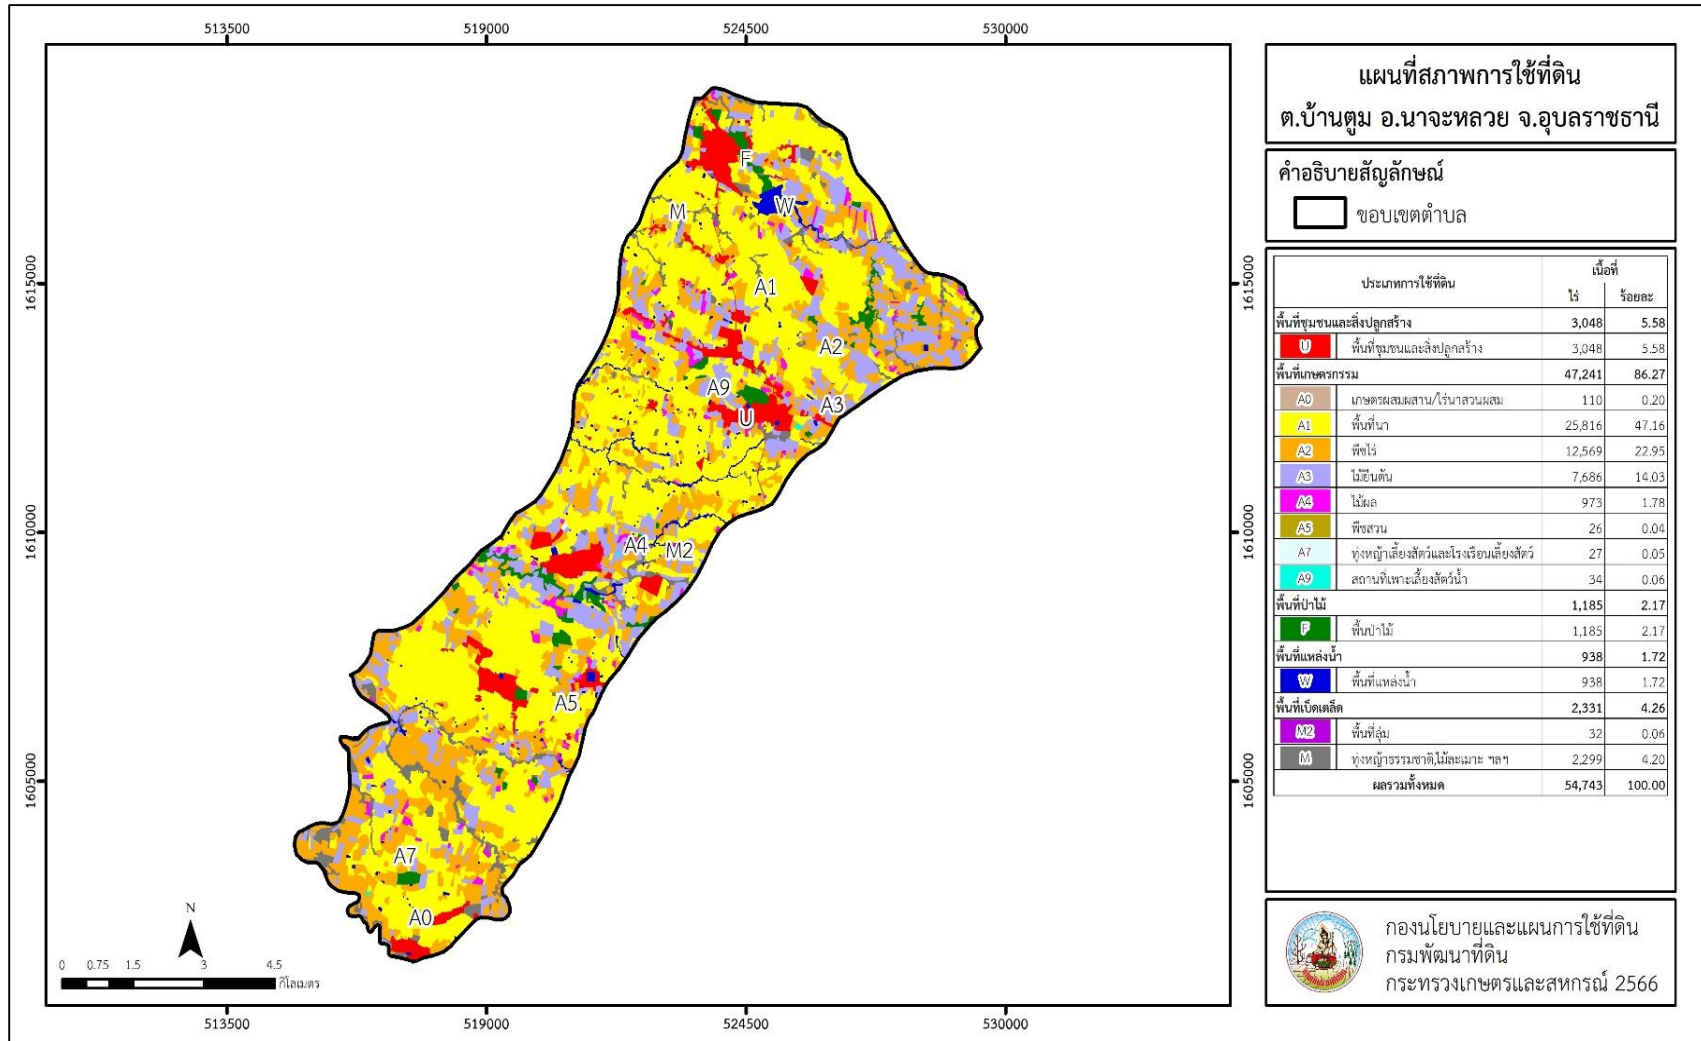 513500 519000 524500 530000
แผนที่สภาพการใช้ที่ดิน
ต.บ้านตูม อ.นาจะหลวย จ.อุบลราชธานี
คำอธิบายสัญลักษณ์
ขอบเขตตำบล
ประเภทการใช้ที่ดิน เนื้อที่
ไร่ ร้อยละ
พื้นที่ชุมชนและสิ่งปลูกสร้าง 3,048 5.58
U พื้นที่ชุมชนและสิ่งปลูกสร้าง 3,048 5.58
พื้นที่เกษตรกรรม 47,241 86.27
A0 เกษตรผสมผสาน/ไร่นาสวนผสม 110 0.20
A1 พื้นที่นา 25,816 47.16
A2 พืชไร่ 12,569 22.95
A3 ไม้ยืนต้น 7,686 14.03
A4 ไม้ผล 973 1.78
A5 พืชสวน 26 0.04
A7 ทุ่งหญ้าเลี้ยงสัตว์และโรงเรือนเลี้ยงสัตว์ 27 0.05
A9 สถานที่เพาะเลี้ยงสัตว์น้ำ 34 0.06
พื้นที่ป่าไม้ 1,185 2.17
F พื้นป่าไม้ 1,185 2.17
พื้นที่แหล่งน้ำ 938 1.72
W พื้นที่แหล่งน้ำ 938 1.72
พื้นที่เบ็ดเตล็ด 2,331 4.26
M2 พื้นที่ลุ่ม 32 0.06
M ทุ่งหญ้าธรรมชาติ,ไม้ละเมาะ ฯลฯ 2,299 4.20
ผลรวมทั้งหมด 54,743 100.00
กองนโยบายและแผนการใช้ที่ดิน
กรมพัฒนาที่ดิน
กระทรวงเกษตรและสหกรณ์ 2566
F
M
W
A1
A2
A9
A3
U
A4
M2
A5
A7
A0
1615000 1615000
1610000 1610000
1605000 1605000
N
0 0.75 1.5 3 4.5
กิโลเมตร
513500 519000 524500 530000